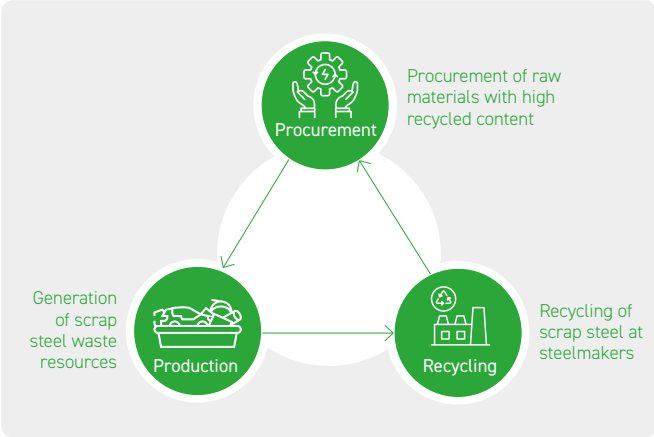 Procurement
Procurement of raw
materials with high
recycled content
Generation
of scrap
steel waste
resources
Production
Recycling
Recycling of
scrap steel at
steelmakers